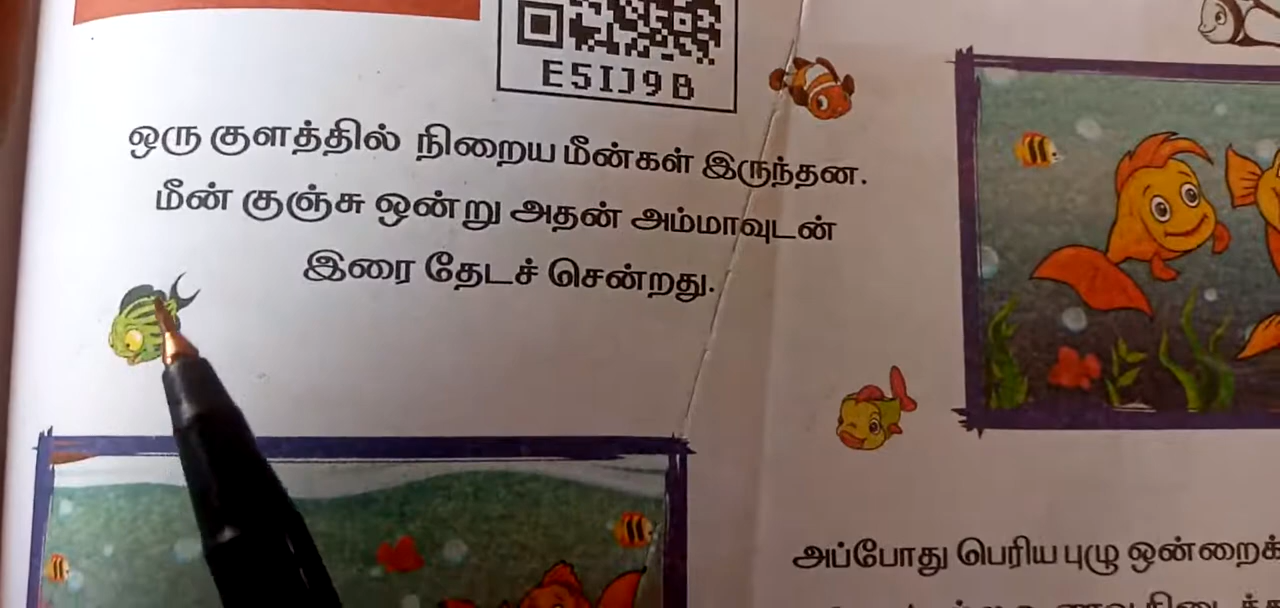 E5IJ9B
ஒரு குளத்தில் நிறைய மீன்கள் இருந்தன.
மீன் குஞ்சு ஒன்று அதன் அம்மாவுடன்
இரை தேடச் சென்றது.
அப்போது பெரிய புழு ஒன்றைக்